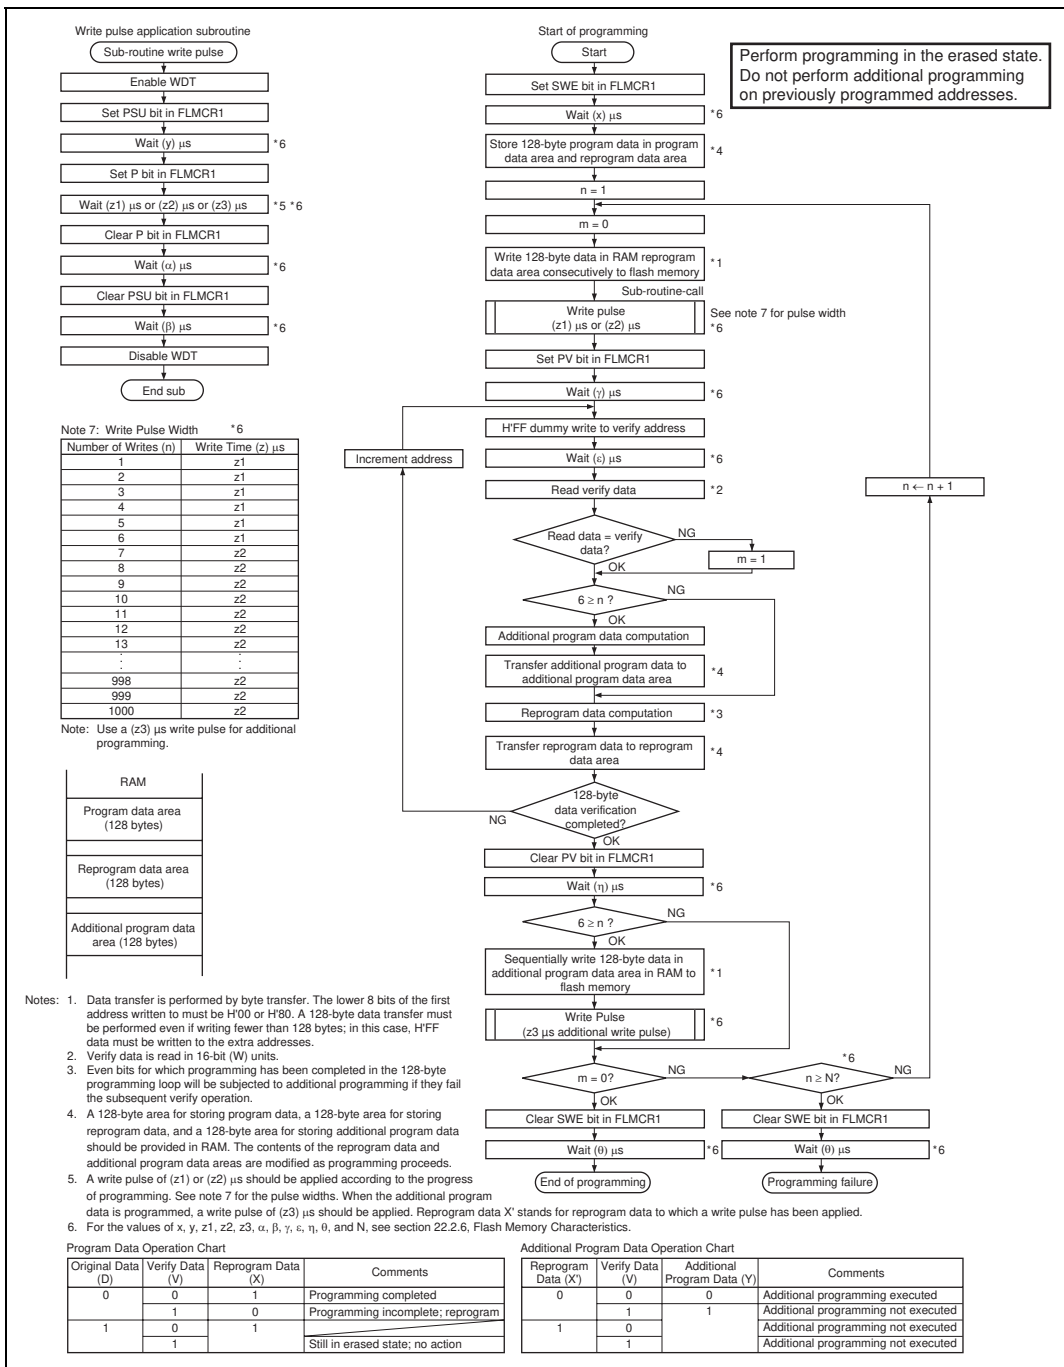 Write pulse application subroutine
Sub-routine write pulse
Enable WDT
Set PSU bit in FLMCR1
Wait (y) μs *6
Set P bit in FLMCR1
Wait (z1) μs or (z2) μs or (z3) μs *5 *6
Clear P bit in FLMCR1
Wait (α) μs *6
Clear PSU bit in FLMCR1
Wait (β) μs *6
Disable WDT
End sub
Note 7: Write Pulse Width *6
Number of Writes (n) Write Time (z) μs
1 z1
2 z1
3 z1
4 z1
5 z1
6 z1
7 z2
8 z2
9 z2
10 z2
11 z2
12 z2
13 z2
: :
998 z2
999 z2
1000 z2
Note: Use a (z3) μs write pulse for additional
programming.
RAM
Program data area
(128 bytes)
Reprogram data area
(128 bytes)
Additional program data
area (128 bytes)
Start of programming
Start
Perform programming in the erased state.
Do not perform additional programming
on previously programmed addresses.
Set SWE bit in FLMCR1
Wait (x) μs *6
Store 128-byte program data in program
data area and reprogram data area *4
n = 1
m = 0
Write 128-byte data in RAM reprogram
data area consecutively to flash memory *1
Sub-routine-call
Write pulse
(z1) μs or (z2) μs
See note 7 for pulse width
*6
Set PV bit in FLMCR1
Wait (γ) μs *6
H'FF dummy write to verify address
Increment address
Wait (ε) μs *6
Read verify data *2
n ← n + 1
Read data = verify
data?
NG
m = 1
OK
6 ≥ n ?
NG
OK
Additional program data computation
Transfer additional program data to
additional program data area *4
Reprogram data computation *3
Transfer reprogram data to reprogram
data area *4
128-byte
data verification
completed?
NG
OK
Clear PV bit in FLMCR1
Wait (η) μs *6
6 ≥ n ?
NG
OK
Sequentially write 128-byte data in
additional program data area in RAM to
flash memory *1
Write Pulse
(z3 μs additional write pulse) *6
m = 0?
NG
*6
n ≥ N?
NG
OK
OK
Clear SWE bit in FLMCR1
Clear SWE bit in FLMCR1
Wait (θ) μs *6
Wait (θ) μs *6
End of programming
Programming failure
Notes: 1. Data transfer is performed by byte transfer. The lower 8 bits of the first
address written to must be H'00 or H'80. A 128-byte data transfer must
be performed even if writing fewer than 128 bytes; in this case, H'FF
data must be written to the extra addresses.
2. Verify data is read in 16-bit (W) units.
3. Even bits for which programming has been completed in the 128-byte
programming loop will be subjected to additional programming if they fail
the subsequent verify operation.
4. A 128-byte area for storing program data, a 128-byte area for storing
reprogram data, and a 128-byte area for storing additional program data
should be provided in RAM. The contents of the reprogram data and
additional program data areas are modified as programming proceeds.
5. A write pulse of (z1) or (z2) μs should be applied according to the progress
of programming. See note 7 for the pulse widths. When the additional program
data is programmed, a write pulse of (z3) μs should be applied. Reprogram data X' stands for reprogram data to which a write pulse has been applied.
6. For the values of x, y, z1, z2, z3, α, β, γ, ε, η, θ, and N, see section 22.2.6, Flash Memory Characteristics.
Program Data Operation Chart
Original Data (D) Verify Data (V) Reprogram Data (X) Comments
0 0 1 Programming completed
1 0 Programming incomplete; reprogram
1 0 1
1 Still in erased state; no action
Additional Program Data Operation Chart
Reprogram Data (X') Verify Data (V) Additional Program Data (Y) Comments
0 0 0 Additional programming executed
1 1 Additional programming not executed
1 0 Additional programming not executed
1 Additional programming not executed